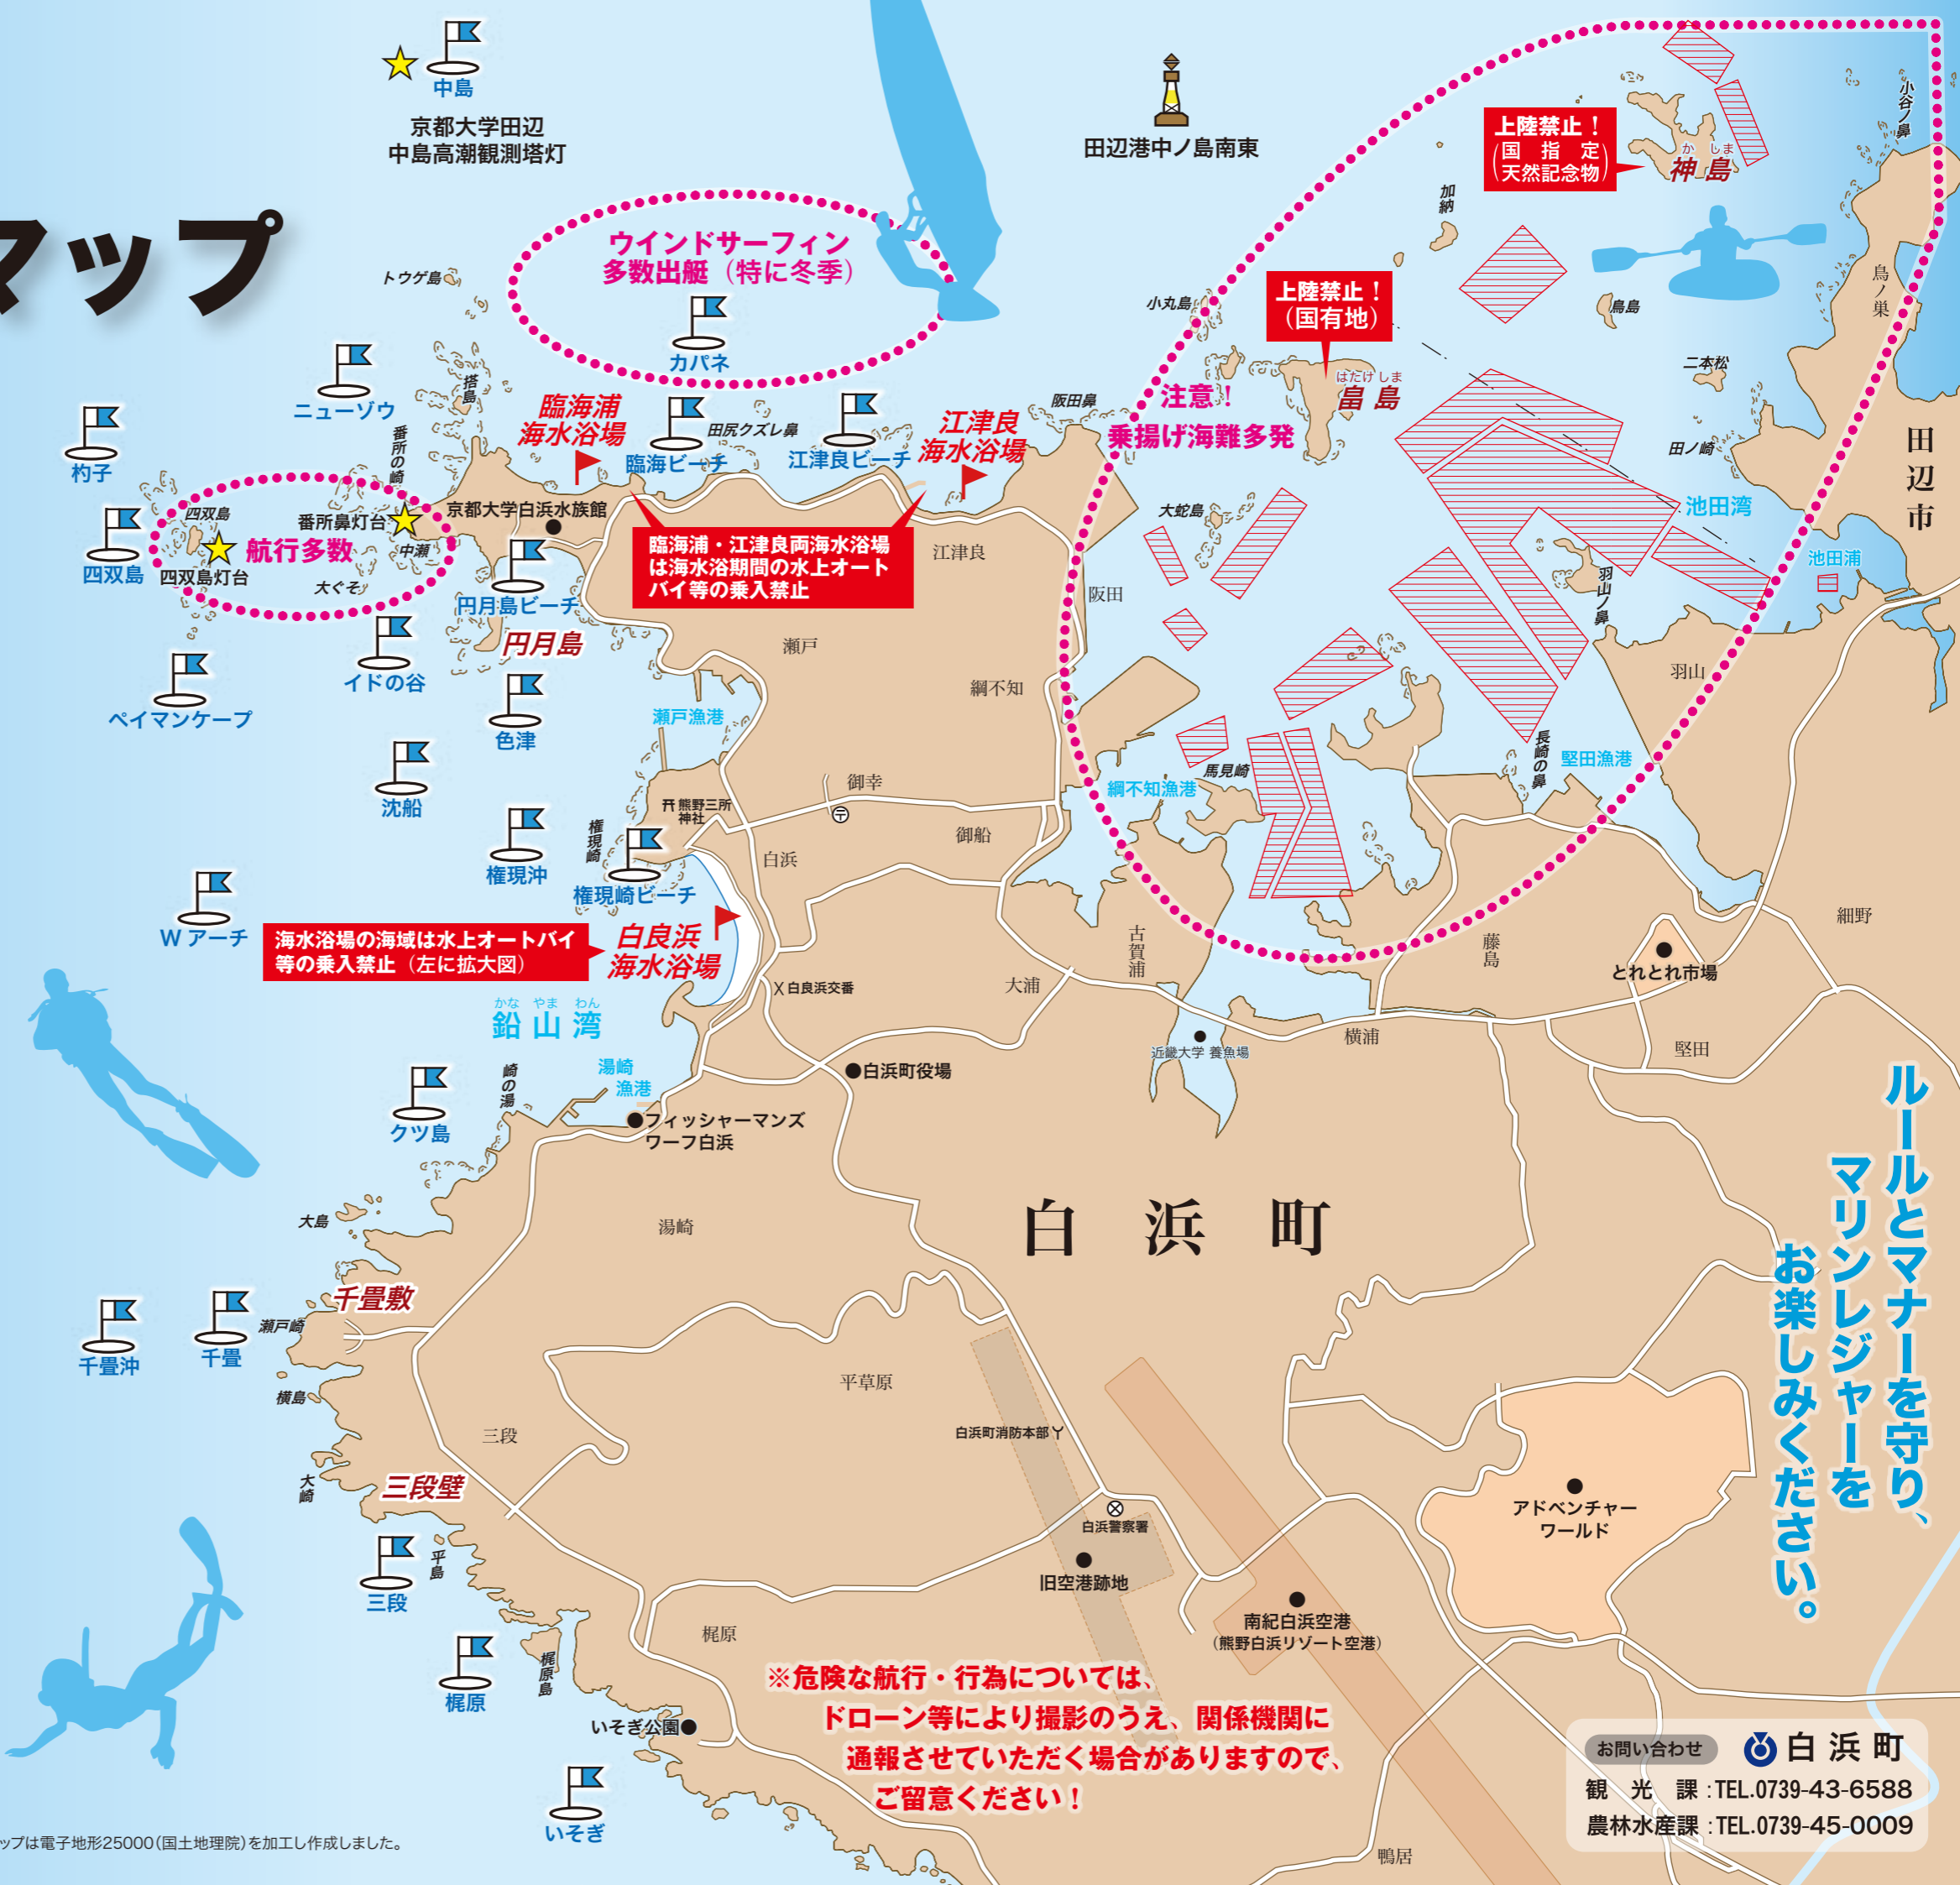 マップ
中島
京都大学田辺
中島高潮観測塔灯
田辺港中ノ島南東
上陸禁止！
（国指定
天然記念物）
かしま
神島
小谷ノ鼻
加納
鳥ノ巣
ウインドサーフィン
多数出艇（特に冬季）
カパネ
トウゲ島
小丸島
上陸禁止！
（国有地）
はたけしま
畠島
鳥島
二本松
ニューゾウ
搭島
番所の崎
杓子
臨海浦
海水浴場
臨海ビーチ
田尻クズレ鼻
江津良ビーチ
江津良
海水浴場
阪田鼻
注意！
乗揚げ海難多発
田ノ崎
田辺市
池田湾
池田浦
四双島
四双島
四双島灯台
航行多数
番所鼻灯台
中瀬
大ぐそ
京都大学白浜水族館
円月島ビーチ
円月島
臨海浦・江津良両海水浴場
は海水浴期間の水上オート
バイ等の乗入禁止
江津良
大蛇島
阪田
羽山ノ鼻
羽山
瀬戸
綱不知
イドの谷
ペイマンケープ
色津
瀬戸漁港
沈船
御幸
綱不知漁港
馬見崎
長崎の鼻
堅田漁港
熊野三所
神社
権現沖
権現崎
権現崎ビーチ
白浜
御船
Wアーチ
海水浴場の海域は水上オートバイ
等の乗入禁止（左に拡大図）
白良浜
海水浴場
白良浜交番
古賀浦
大浦
藤島
とれとれ市場
細野
かなやまわん
鉛山湾
近畿大学 養魚場
横浦
堅田
白浜町役場
湯崎
漁港
崎の湯
クツ島
フィッシャーマンズ
ワーフ白浜
ルールとマナーを守り、
マリンレジャーを
お楽しみください。
白浜町
湯崎
大島
千畳敷
千畳沖
千畳
瀬戸崎
横島
平草原
三段
白浜町消防本部
大崎
三段壁
白浜警察署
旧空港跡地
アドベンチャー
ワールド
三段
平島
南紀白浜空港
（熊野白浜リゾート空港）
梶原
梶原
梶原島
いそぎ公園
いそぎ
※危険な航行・行為については、
ドローン等により撮影のうえ、関係機関に
通報させていただく場合がありますので、
ご留意ください！
鴨居
お問い合わせ 白浜町
観光課：TEL.0739-43-6588
農林水産課：TEL.0739-45-0009
ップは電子地形25000（国土地理院）を加工し作成しました。